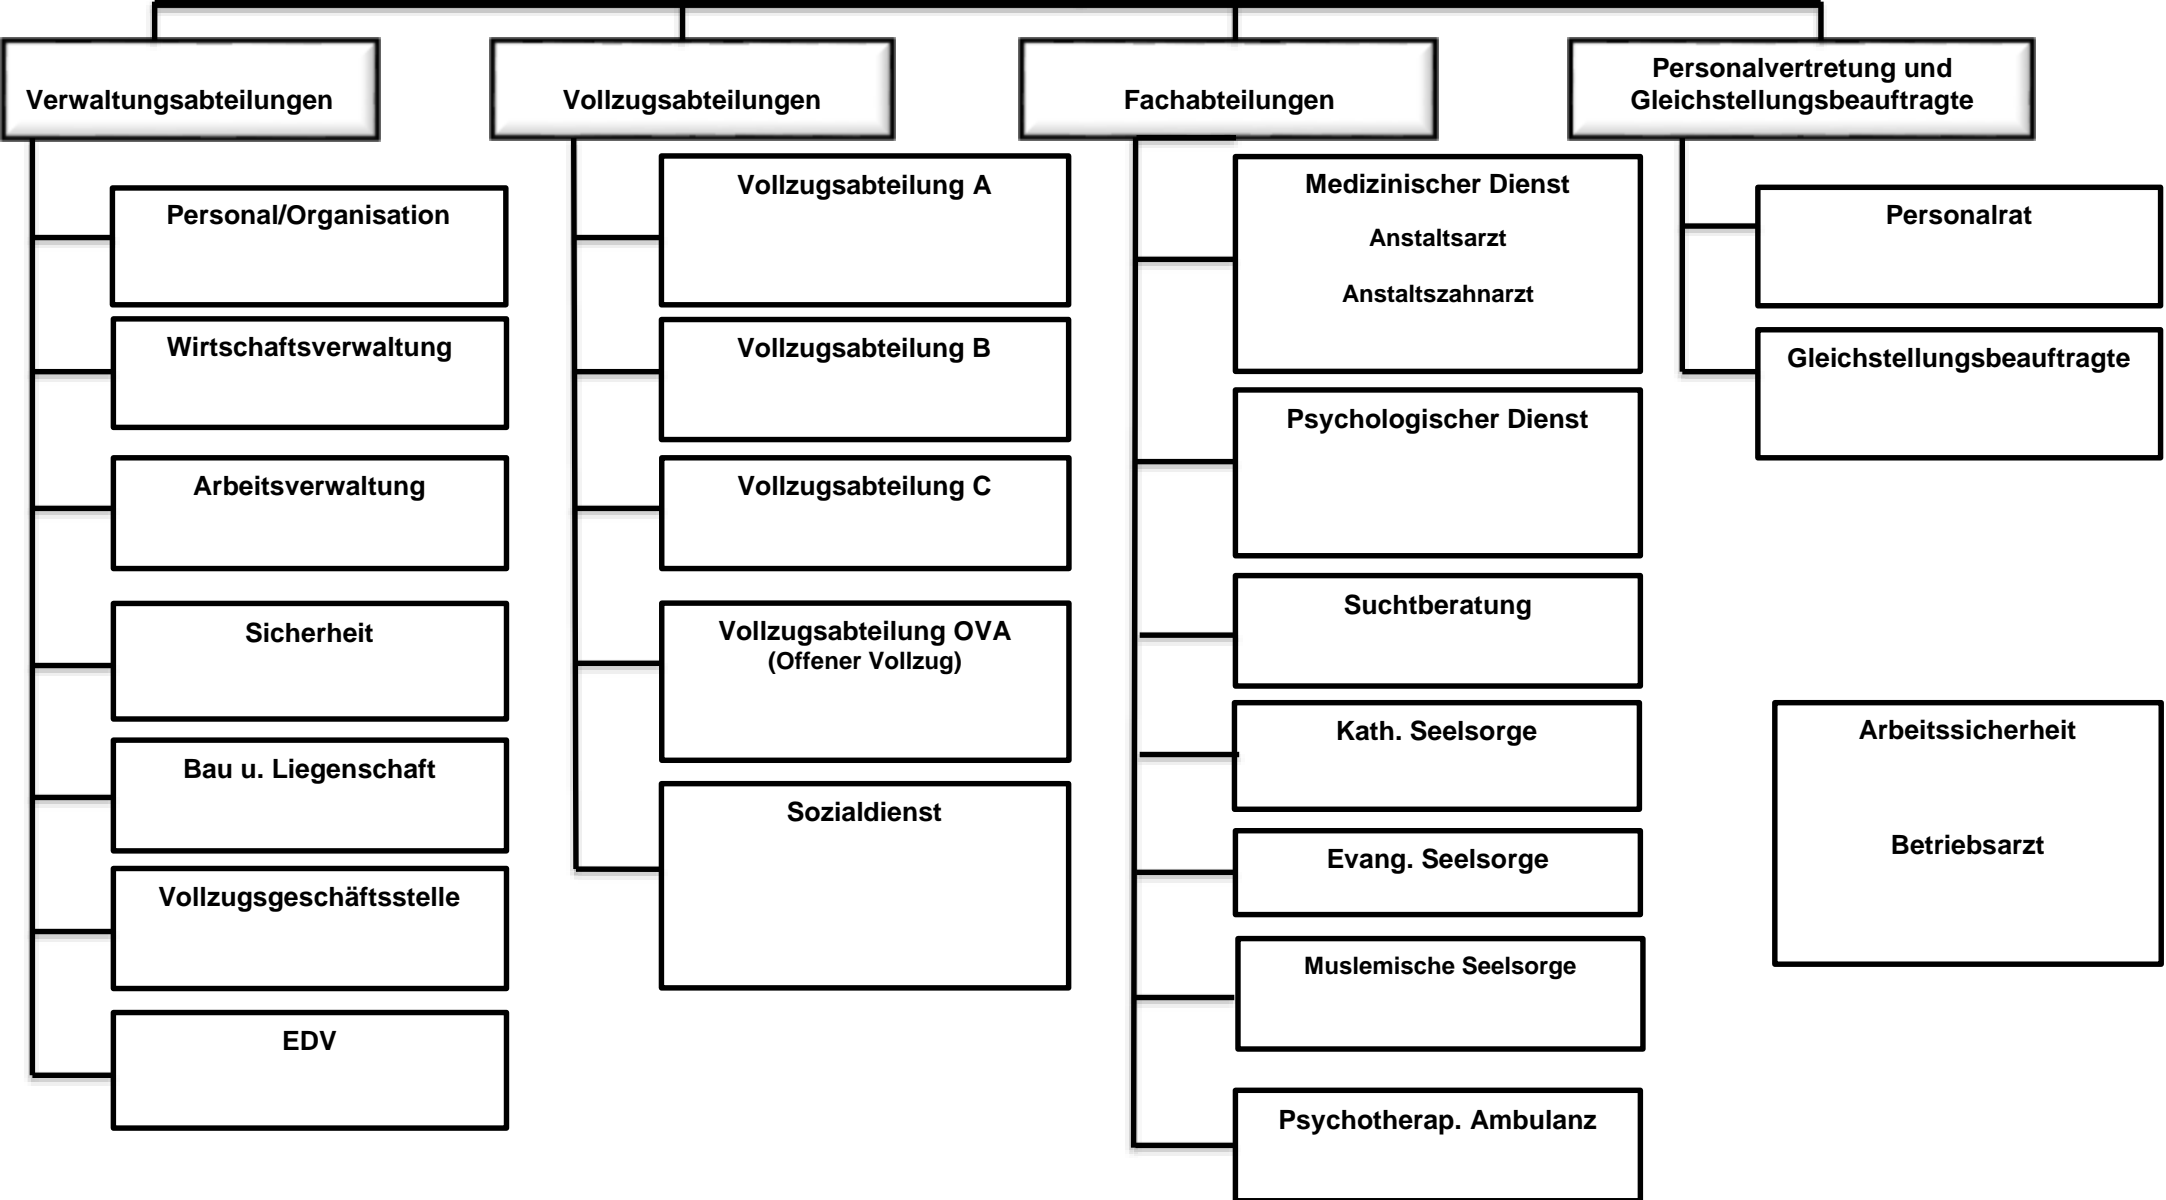 Verwaltungsabteilungen
Personal/Organisation
Wirtschaftsverwaltung
Arbeitsverwaltung
Sicherheit
Bau u. Liegenschaft
Vollzugsgeschäftsstelle
EDV
Vollzugsabteilungen
Vollzugsabteilung A
Vollzugsabteilung B
Vollzugsabteilung C
Vollzugsabteilung OVA
(Offener Vollzug)
Sozialdienst
Fachabteilungen
Medizinischer Dienst
Anstaltsarzt
Anstaltszahnarzt
Psychologischer Dienst
Suchtberatung
Kath. Seelsorge
Evang. Seelsorge
Muslemische Seelsorge
Psychotherap. Ambulanz
Personalvertretung und
Gleichstellungsbeauftragte
Personalrat
Gleichstellungsbeauftragte
Arbeitssicherheit
Betriebsarzt